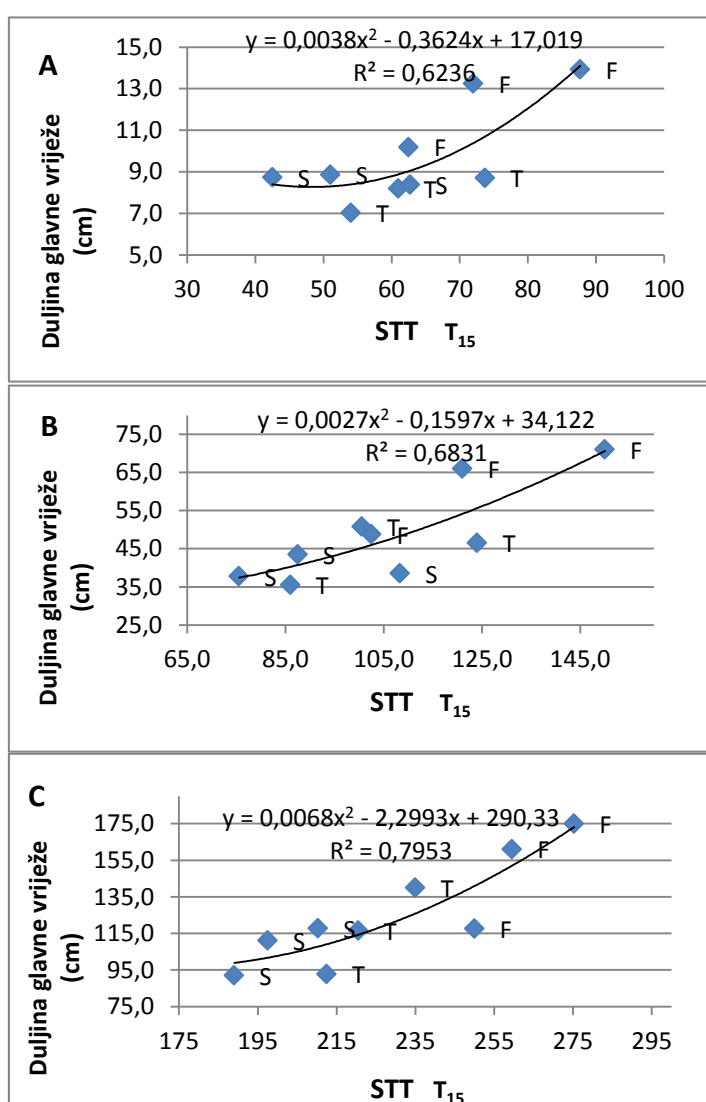 A
y = 0,0038x² - 0,3624x + 17,019
R² = 0,6236
Duljina glavne vriježe
(cm)
15,0
13,0
11,0
9,0
7,0
5,0
F
F
F
S
S
T
S
T
T
30 40 50 60 70 80 90 100
STT T₁₅
B
y = 0,0027x² - 0,1597x + 34,122
R² = 0,6831
Duljina glavne vriježe
(cm)
75,0
65,0
55,0
45,0
35,0
25,0
F
F
T
F
T
S
S
T
S
65,0 85,0 105,0 125,0 145,0
STT T₁₅
C
y = 0,0068x² - 2,2993x + 290,33
R² = 0,7953
Duljina glavne vriježe
(cm)
175,0
155,0
135,0
115,0
95,0
75,0
F
F
T
S
T
F
S
S
T
175 195 215 235 255 275 295
STT T₁₅